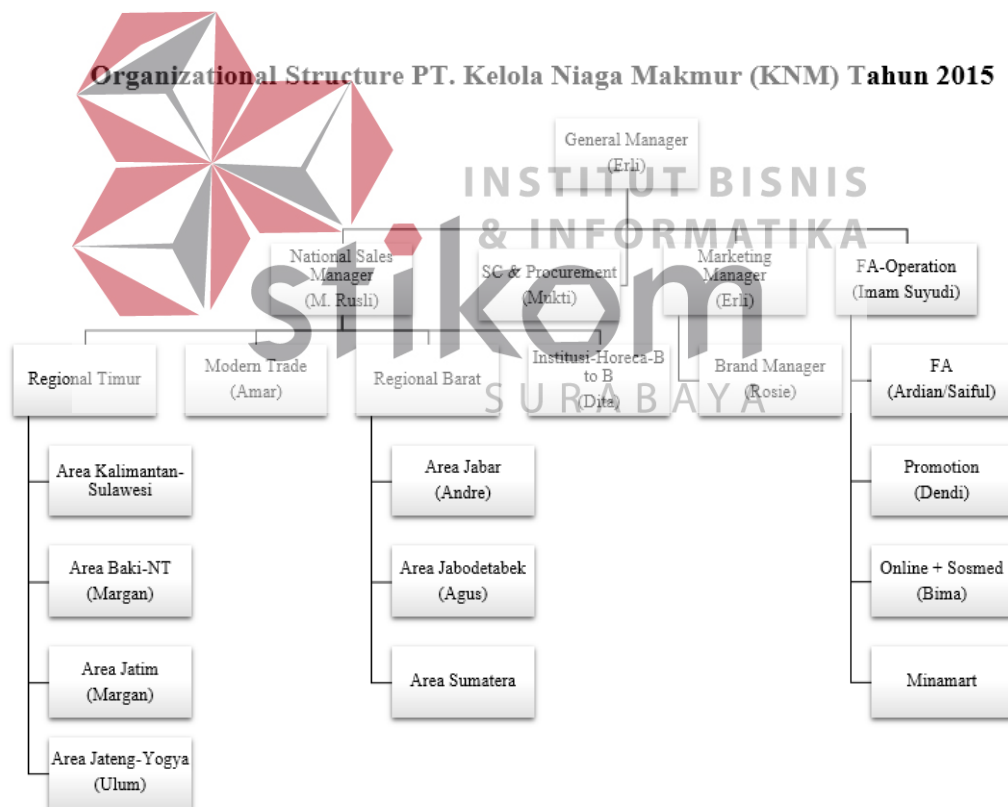 Organizational Structure PT. Kelola Niaga Makmur (KNM) Tahun 2015
General Manager
(Erli)
INSTITUT BISNIS
& INFORMATIKA
stikom
SURABAYA
National Sales
Manager
(M. Rusli)
SC & Procurement
(Mukti)
Marketing
Manager
(Erli)
FA-Operation
(Imam Suyudi)
Regional Timur
Modern Trade
(Amar)
Regional Barat
Institusi-Horeca-B
to B
(Dita)
Brand Manager
(Rosie)
FA
(Ardian/Saiful)
Area Kalimantan-
Sulawesi
Area Jabar
(Andre)
Promotion
(Dendi)
Area Baki-NT
(Margan)
Area Jabodetabek
(Agus)
Online + Sosmed
(Bima)
Area Jatim
(Margan)
Area Sumatera
Minamart
Area Jateng-Yogya
(Ulum)